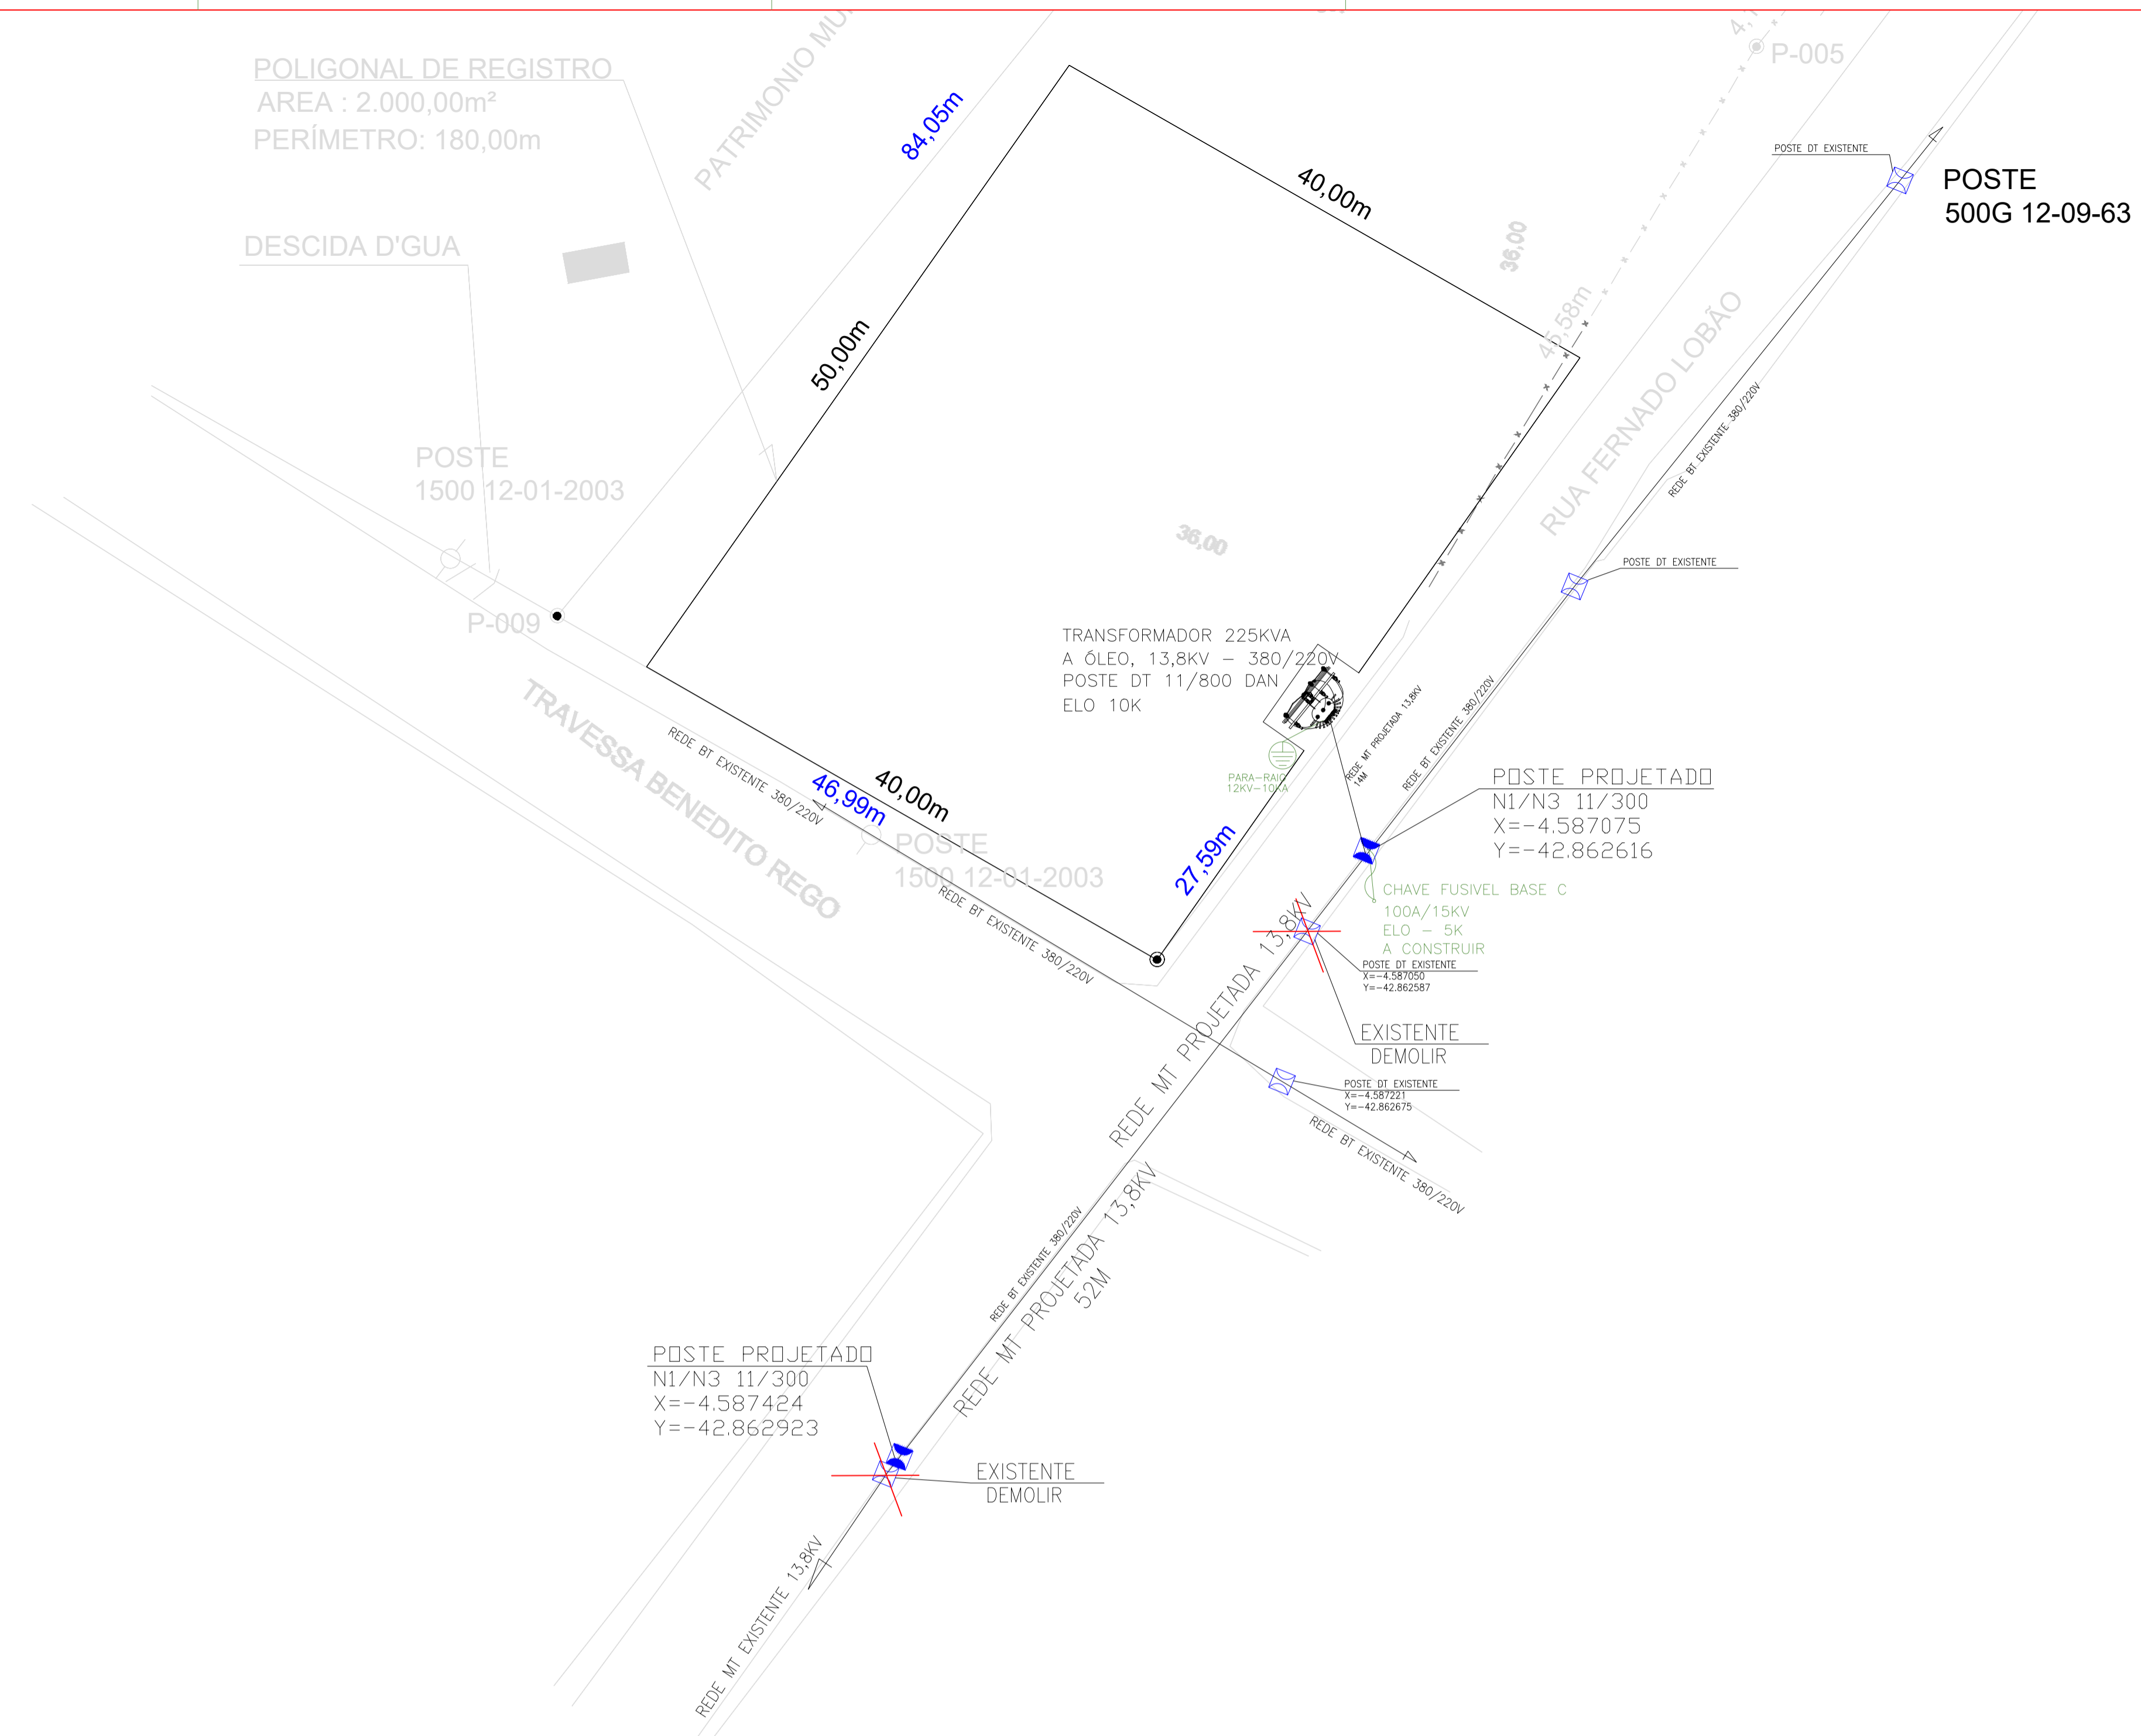 POLIGONAL DE REGISTRO
AREA : 2.000,00m²
PERÍMETRO: 180,00m
PATRIMONIO
84,05m
P-005
POSTE DT EXISTENTE
POSTE
500G 12-09-63
40,00m
DESCIDA D'GUA
36,00
45,58m
50,00m
RUA FERNADO LOBÃO
REDE BT EXISTENTE 380/220V
POSTE
1500 12-01-2003
36,00
POSTE DT EXISTENTE
P-009
TRANSFORMADOR 225KVA
A ÓLEO, 13,8KV - 380/220V
POSTE DT 11/800 DAN
ELO 10K
REDE MT PROJETADA 13,8KV
14M
REDE BT EXISTENTE 380/220V
TRAVESSA BENEDITO REGO
REDE BT EXISTENTE 380/220V
PARA-RAIO
12KV-10KA
POSTE PROJETADO
N1/N3 11/300
X=-4.587075
Y=-42.862616
46,99m
40,00m
POSTE
1500 12-01-2003
27,59m
CHAVE FUSIVEL BASE C
100A/15KV
ELO - 5K
A CONSTRUIR
REDE BT EXISTENTE 380/220V
POSTE DT EXISTENTE
X=-4.587050
Y=-42.862587
REDE MT PROJETADA 13,8KV
EXISTENTE
DEMOLIR
POSTE DT EXISTENTE
X=-4.587221
Y=-42.862675
REDE BT EXISTENTE 380/220V
REDE BT EXISTENTE 380/220V
REDE MT PROJETADA 13,8KV
52M
POSTE PROJETADO
N1/N3 11/300
X=-4.587424
Y=-42.862923
EXISTENTE
DEMOLIR
REDE MT EXISTENTE 13,8KV